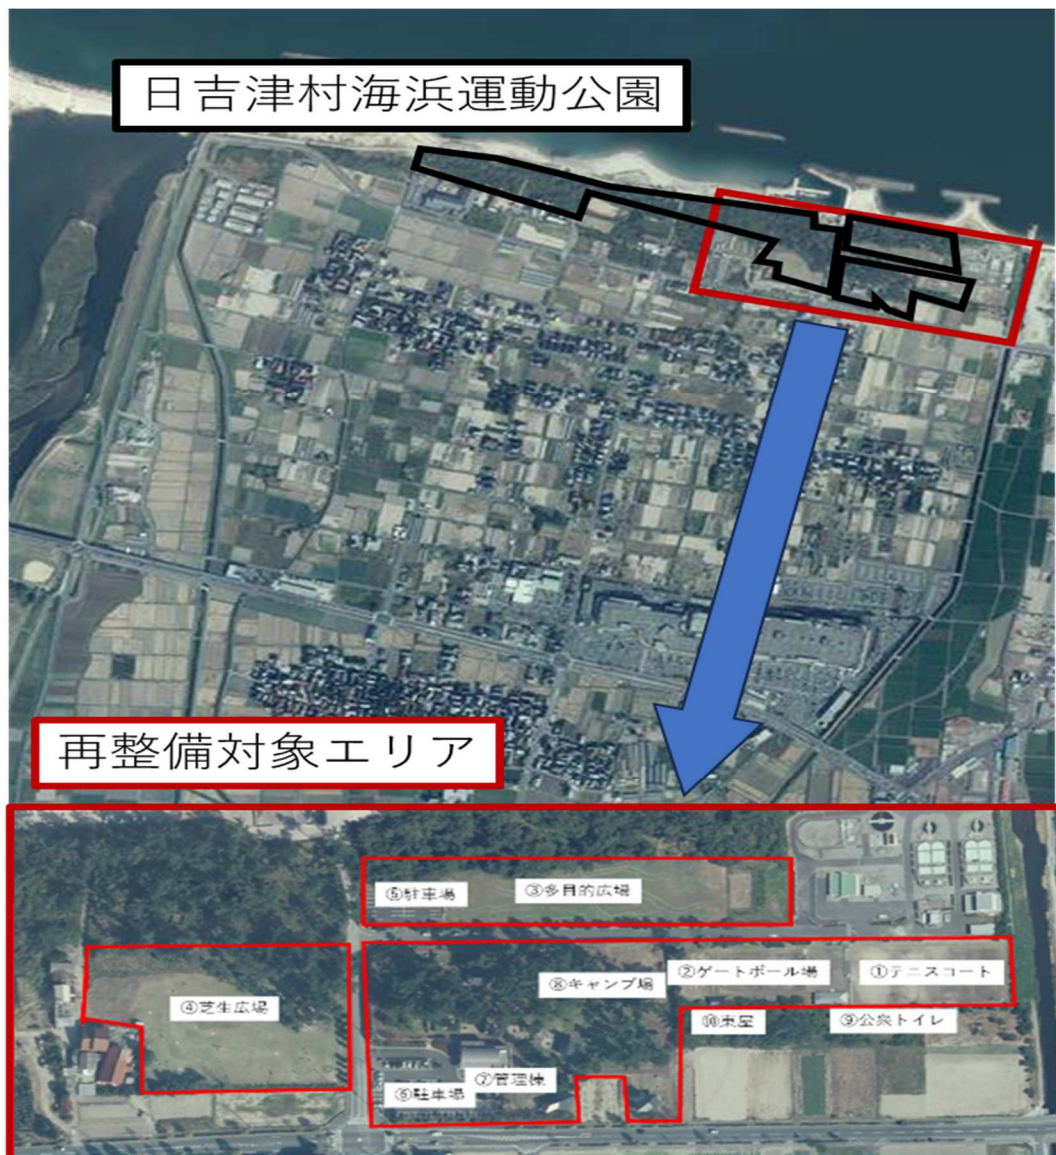 日吉津村海浜運動公園
再整備対象エリア
⑤駐車場
③多目的広場
④芝生広場
⑧キャンプ場
②ゲートボール場
①テニスコート
⑩東屋
⑨公衆トイレ
⑥駐車場
⑦管理棟